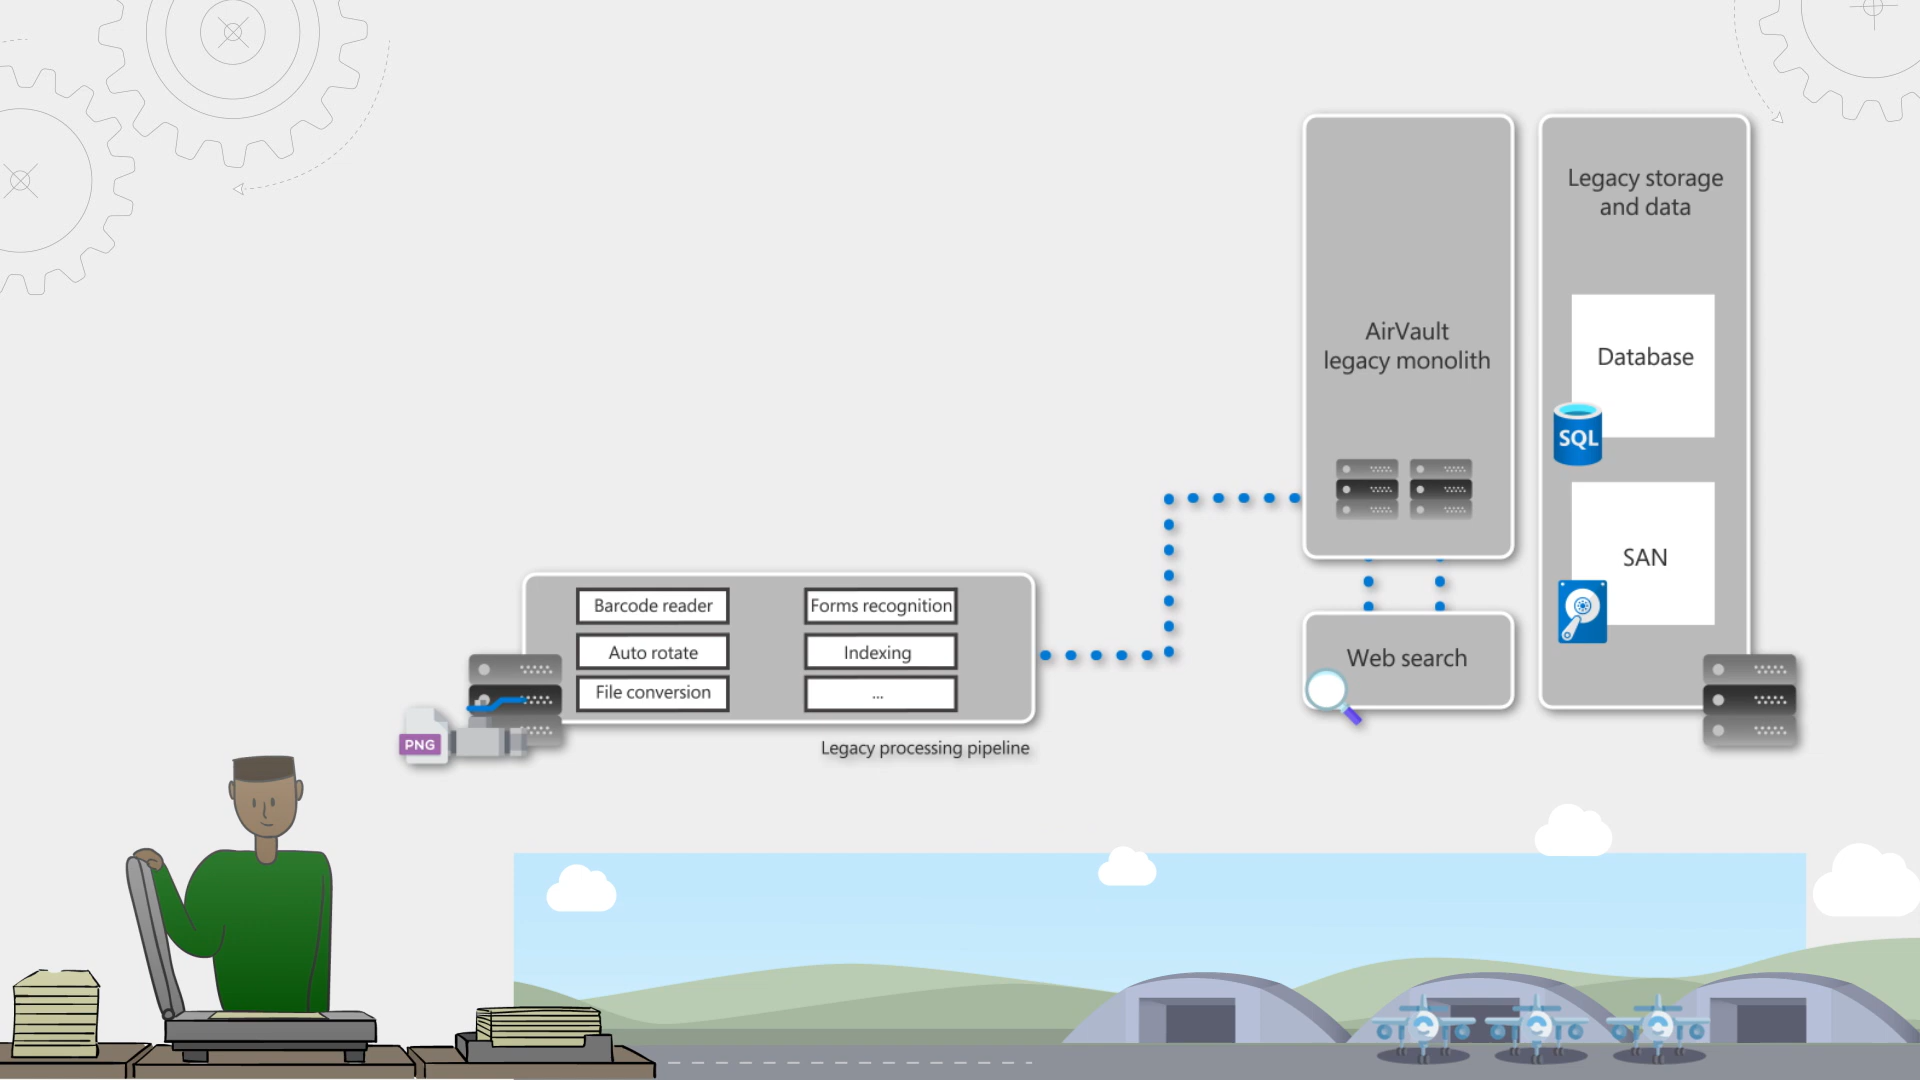 Legacy storage
and data
AirVault
legacy monolith
Database
SQL
SAN
Barcode reader
Forms recognition
Auto rotate
Indexing
File conversion
...
Web search
PNG
Legacy processing pipeline